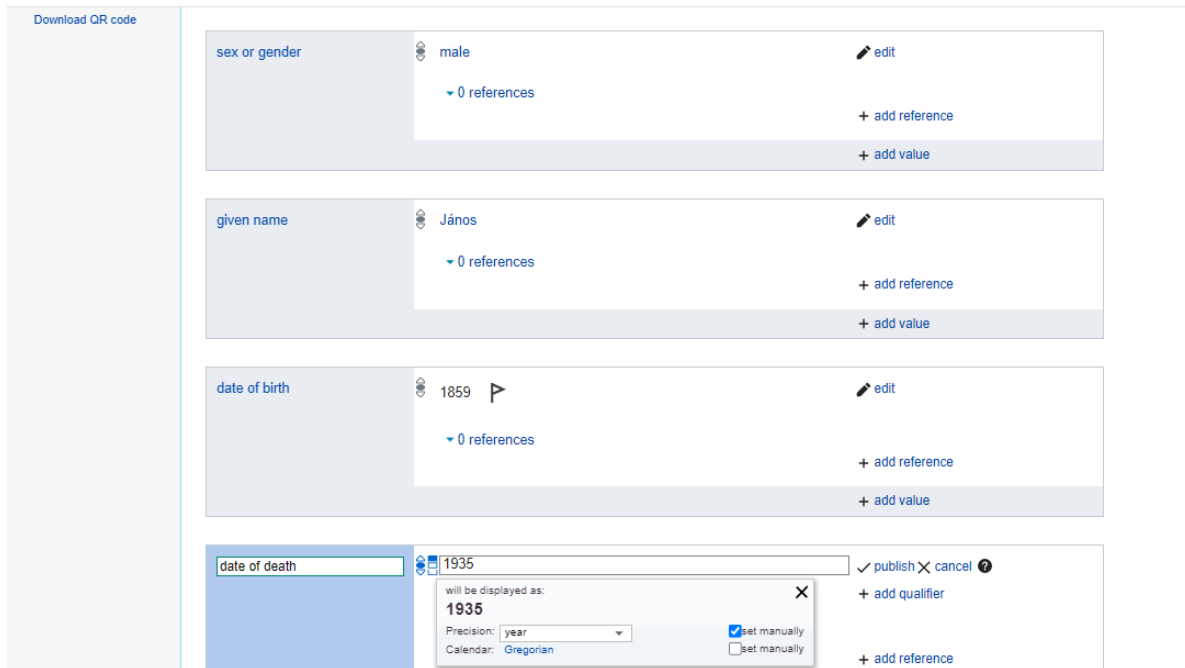 Download QR code
sex or gender
male
edit
0 references
+ add reference
+ add value
given name
János
edit
0 references
+ add reference
+ add value
date of birth
1859
edit
0 references
+ add reference
+ add value
date of death
1935
publish cancel ?
will be displayed as:
1935
+ add qualifier
Precision: year set manually
Calendar: Gregorian set manually
+ add reference